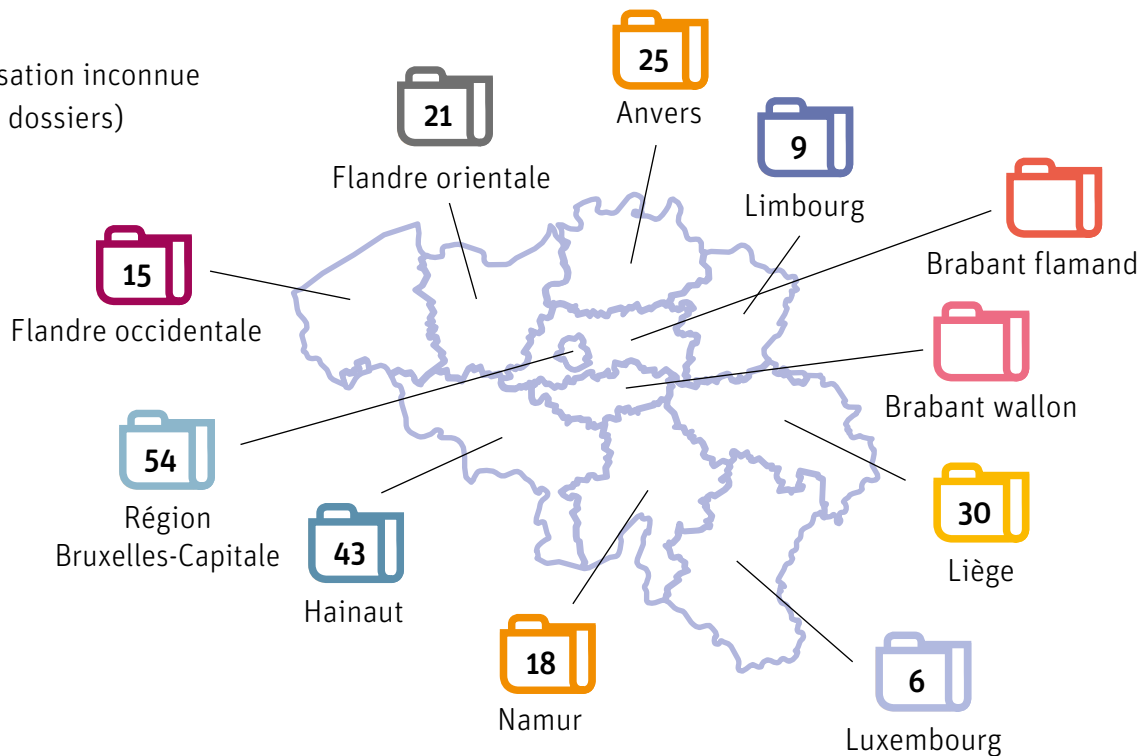 sation inconnue
dossiers)
25
Anvers
21
Flandre orientale
9
Limbourg
Brabant flamand
15
Flandre occidentale
Brabant wallon
54
Région
Bruxelles-Capitale
43
Hainaut
30
Liège
18
Namur
6
Luxembourg